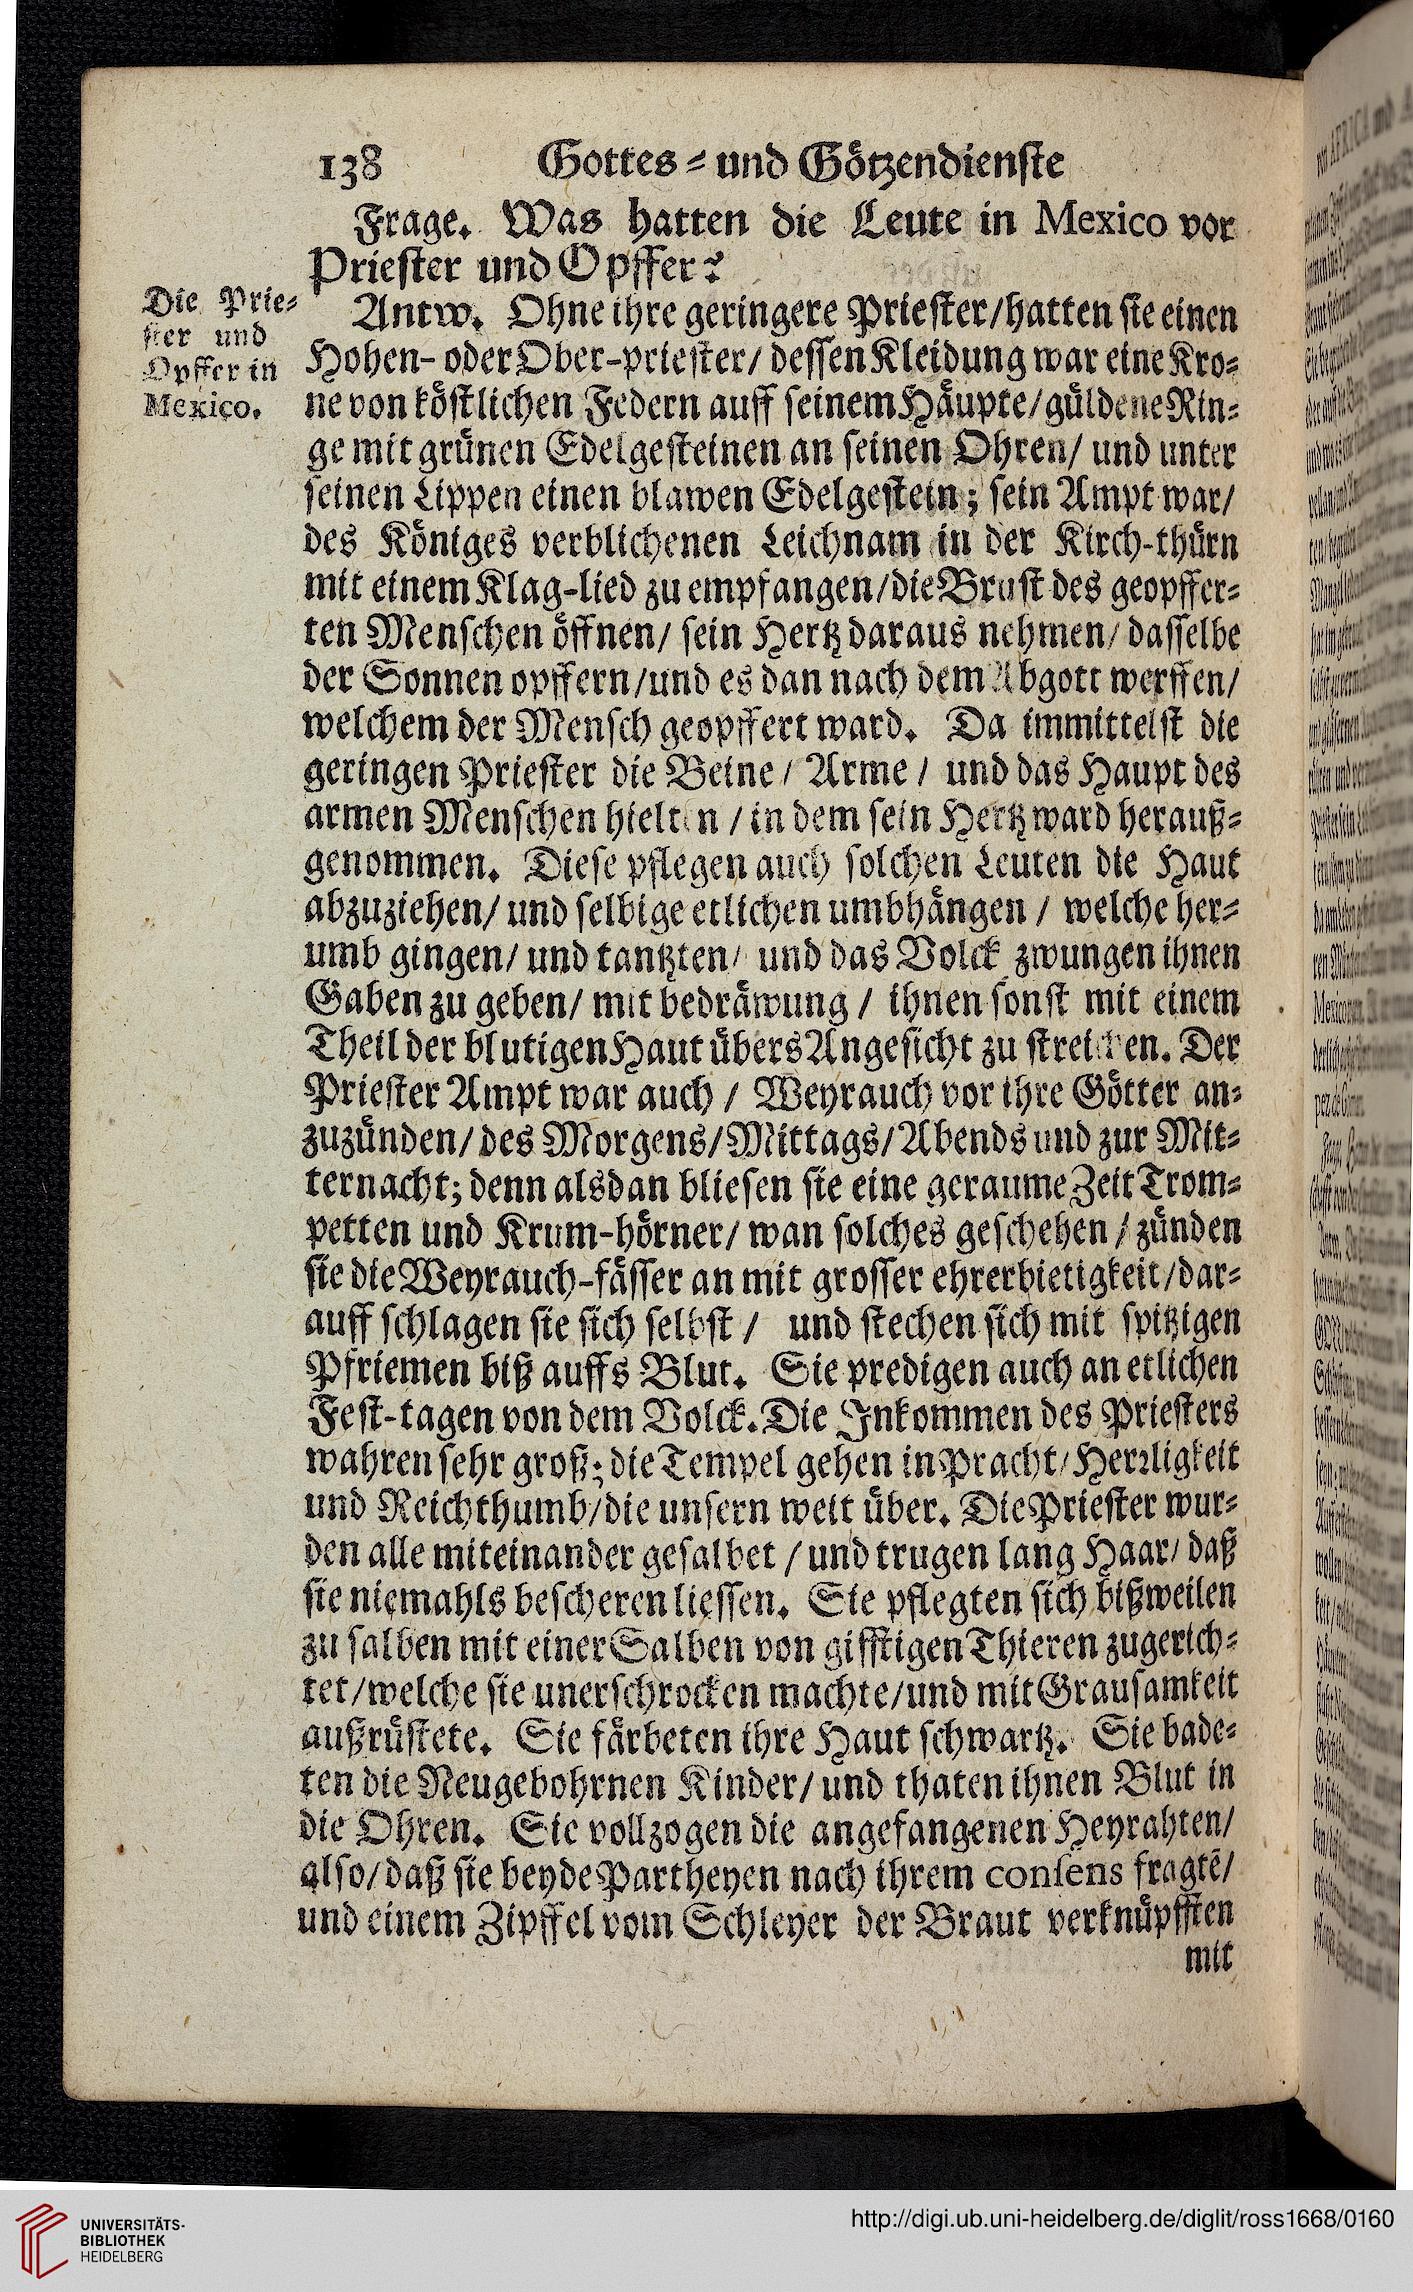 138 Gottes- und Götzendienste
Frage. Was hatten die Leute in Mexico vor
Priester und Opffer?
Die Prie-
ster und
Opffer in
Mexico.
Antw. Ohne ihre geringere Priester/hatten sie einen
Hohen- oder Ober-priester/ dessen Kleidung war eine Kro-
ne von köstlichen Federn auff seinem Häupte/güldene Rin-
ge mit grünen Edelgesteinen an seinen Ohren/ und unter
seinen Lippen einen blawen Edelgestein; sein Ampt war/
des Königes verblichenen Leichnam in der Kirch-thürn
mit einem Klag-lied zu empfangen/die Brust des geopffer-
ten Menschen öffnen/ sein Hertz daraus nehmen/ dasselbe
der Sonnen opffern/und es dan nach dem Abgott werffen/
welchem der Mensch geopffert ward. Da immittelst die
geringen Priester die Beine/ Arme/ und das Haupt des
armen Menschen hielten/ in dem sein Hertz ward herauß-
genommen. Diese pflegen auch solchen Leuten die Haut
abzuziehen/ und selbige etlichen umbhängen/ welche her-
umb gingen/ und tantzten/ und das Volck zwungen ihnen
Gaben zu geben/ mit bedräwung/ ihnen sonst mit einem
Theil der blutigen Haut übers Angesicht zu streichen. Der
Priester Ampt war auch/ Weyrauch vor ihre Götter an-
zuzünden/ des Morgens/Mittags/Abends und zur Mit-
ternacht; denn alsdan bliesen sie eine geraume Zeit Trom-
petten und Krum-hörner/ wan solches geschehen/ zünden
sie die Weyrauch-fässer an mit grosser ehrerbietigkeit/dar-
auff schlagen sie sich selbst/ und stechen sich mit spitzigen
Pfriemen biß auffs Blut. Sie predigen auch an etlichen
Fest-tagen von dem Volck. Die Inkommen des Priesters
wahren sehr groß; die Tempel gehen in Pracht/Herꝛligkeit
und Reichthumb/die unsern weit über. Die Priester wur-
den alle miteinander gesalbet/ und trugen lang Haar/ daß
sie niemahls bescheren liessen. Sie pflegten sich bißweilen
zu salben mit einer Salben von gifftigen Thieren zugerich-
tet/welche sie unerschrocken machte/und mit Grausamkeit
außrüstete. Sie färbeten ihre Haut schwartz. Sie bade-
ten die Neugebohrnen Kinder/ und thaten ihnen Blut in
die Ohren. Sie vollzogen die angefangenen Heyrahten/
also/daß sie beyde Partheyen nach ihrem consens fragtē/
und einem Zipffel vom Schleyer der Braut verknüpfften
mit
UNIVERSITÄTS-
BIBLIOTHEK
HEIDELBERG
http://digi.ub.uni-heidelberg.de/diglit/ross1668/0160